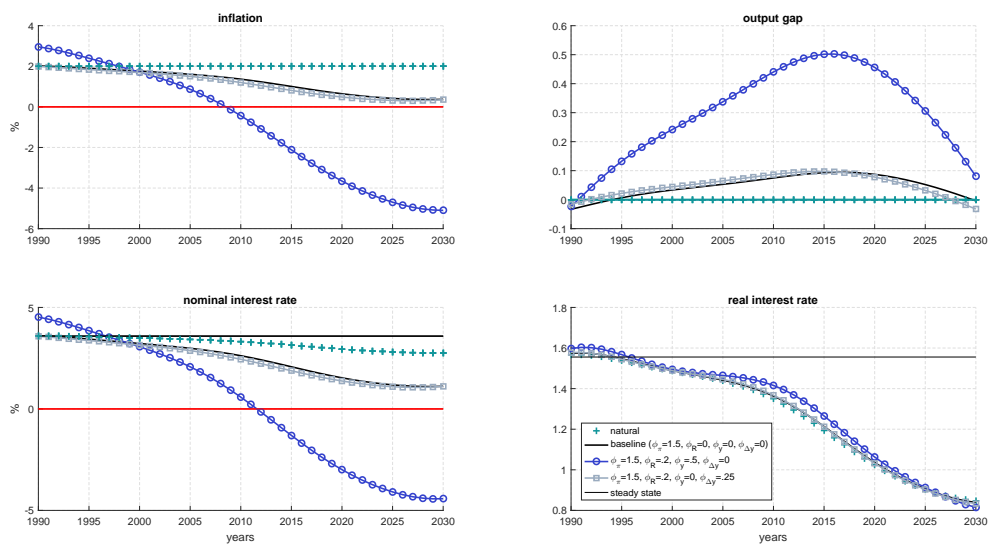 inflation
4
2
0
-2
-4
-6
%
1990 1995 2000 2005 2010 2015 2020 2025 2030
output gap
0.6
0.5
0.4
0.3
0.2
0.1
0
-0.1
1990 1995 2000 2005 2010 2015 2020 2025 2030
nominal interest rate
5
0
-5
%
1990 1995 2000 2005 2010 2015 2020 2025 2030
years
real interest rate
1.8
1.6
1.4
1.2
1
0.8
natural
baseline (ϕπ=1.5, ϕR=0, ϕy=0, ϕΔy=0)
ϕπ=1.5, ϕR=.2, ϕy=.5, ϕΔy=0
ϕπ=1.5, ϕR=.2, ϕy=0, ϕΔy=.25
steady state
1990 1995 2000 2005 2010 2015 2020 2025 2030
years